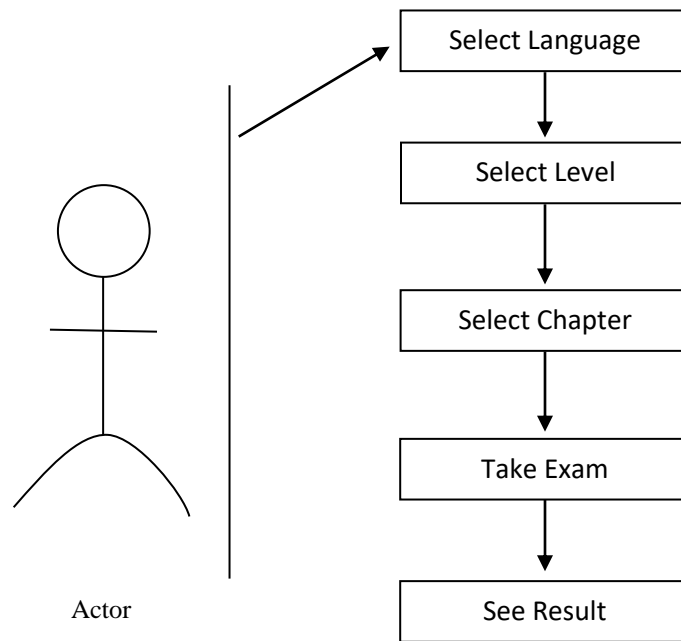 Select Language
Select Level
Select Chapter
Take Exam
See Result
Actor